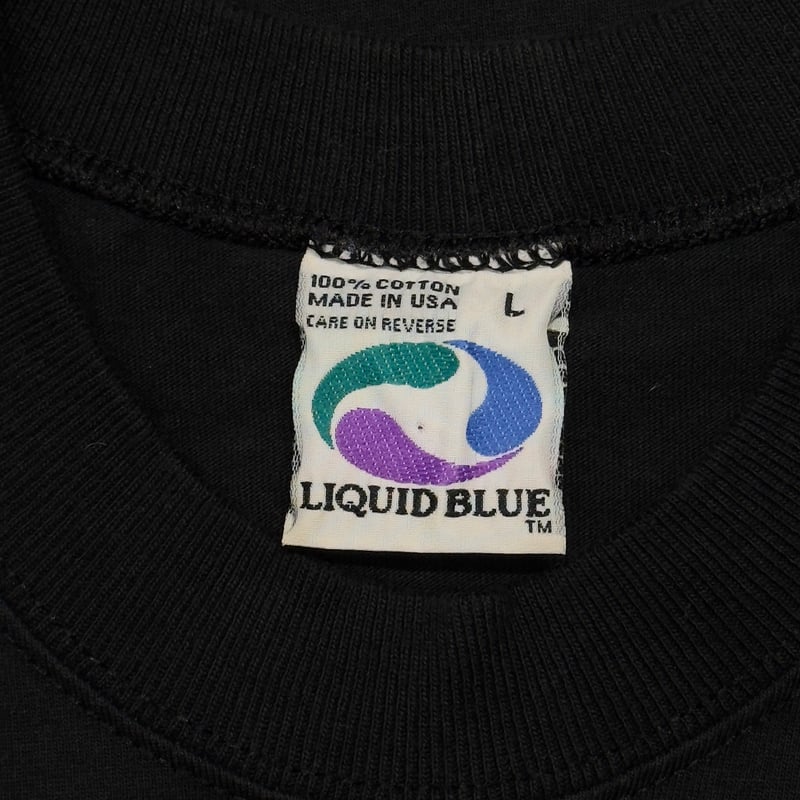 100% COTTON
MADE IN USA
L
CARE ON REVERSE
LIQUID BLUE
TM